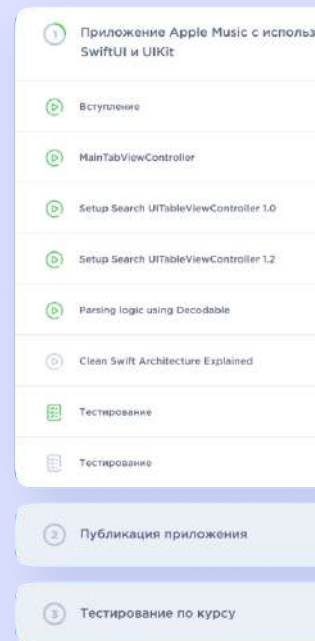 1
Приложение Apple Music с использ
SwiftUI и UIKit
Вступление
MainTabViewController
Setup Search UITableViewController 1.0
Setup Search UITableViewController 1.2
Parsing logic using Decodable
Clean Swift Architecture Explained
Тестирование
Тестирование
2 Публикация приложения
3 Тестирование по курсу